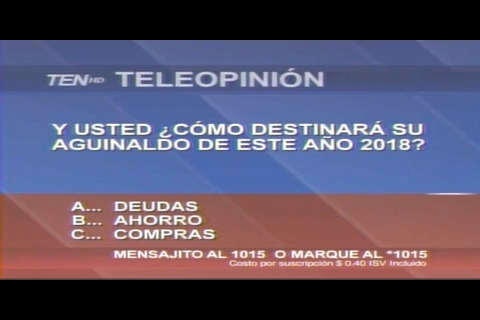 TEN HD TELEOPINIÓN
Y USTED ¿CÓMO DESTINARÁ SU
AGUINALDO DE ESTE AÑO 2018?
A... DEUDAS
B... AHORRO
C... COMPRAS
MENSAJITO AL 1015 O MARQUE AL *1015
Costo por suscripción $ 0.40 ISV Incluido